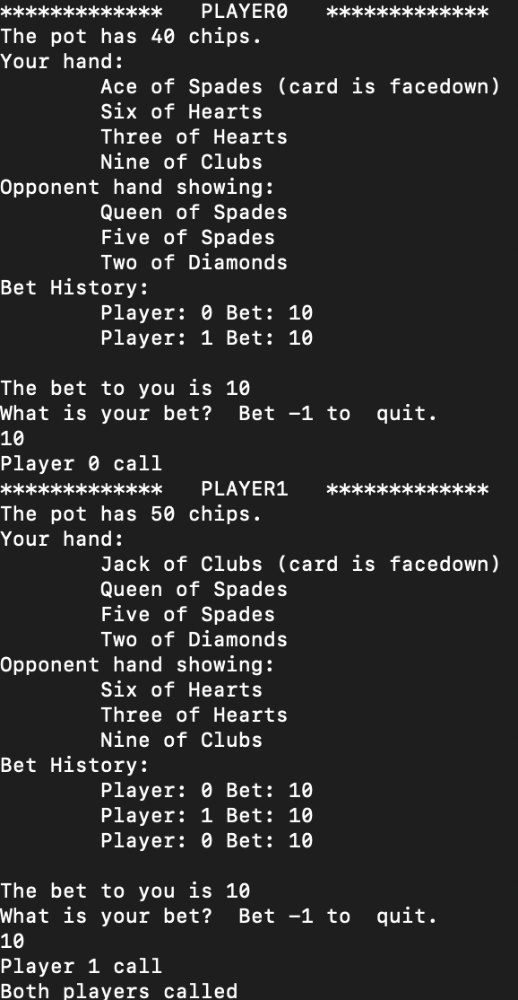 *************   PLAYER0   *************
The pot has 40 chips.
Your hand:
        Ace of Spades (card is facedown)
        Six of Hearts
        Three of Hearts
        Nine of Clubs
Opponent hand showing:
        Queen of Spades
        Five of Spades
        Two of Diamonds
Bet History:
        Player: 0 Bet: 10
        Player: 1 Bet: 10

The bet to you is 10
What is your bet?  Bet -1 to  quit.
10
Player 0 call
*************   PLAYER1   *************
The pot has 50 chips.
Your hand:
        Jack of Clubs (card is facedown)
        Queen of Spades
        Five of Spades
        Two of Diamonds
Opponent hand showing:
        Six of Hearts
        Three of Hearts
        Nine of Clubs
Bet History:
        Player: 0 Bet: 10
        Player: 1 Bet: 10
        Player: 0 Bet: 10

The bet to you is 10
What is your bet?  Bet -1 to  quit.
10
Player 1 call
Both players called